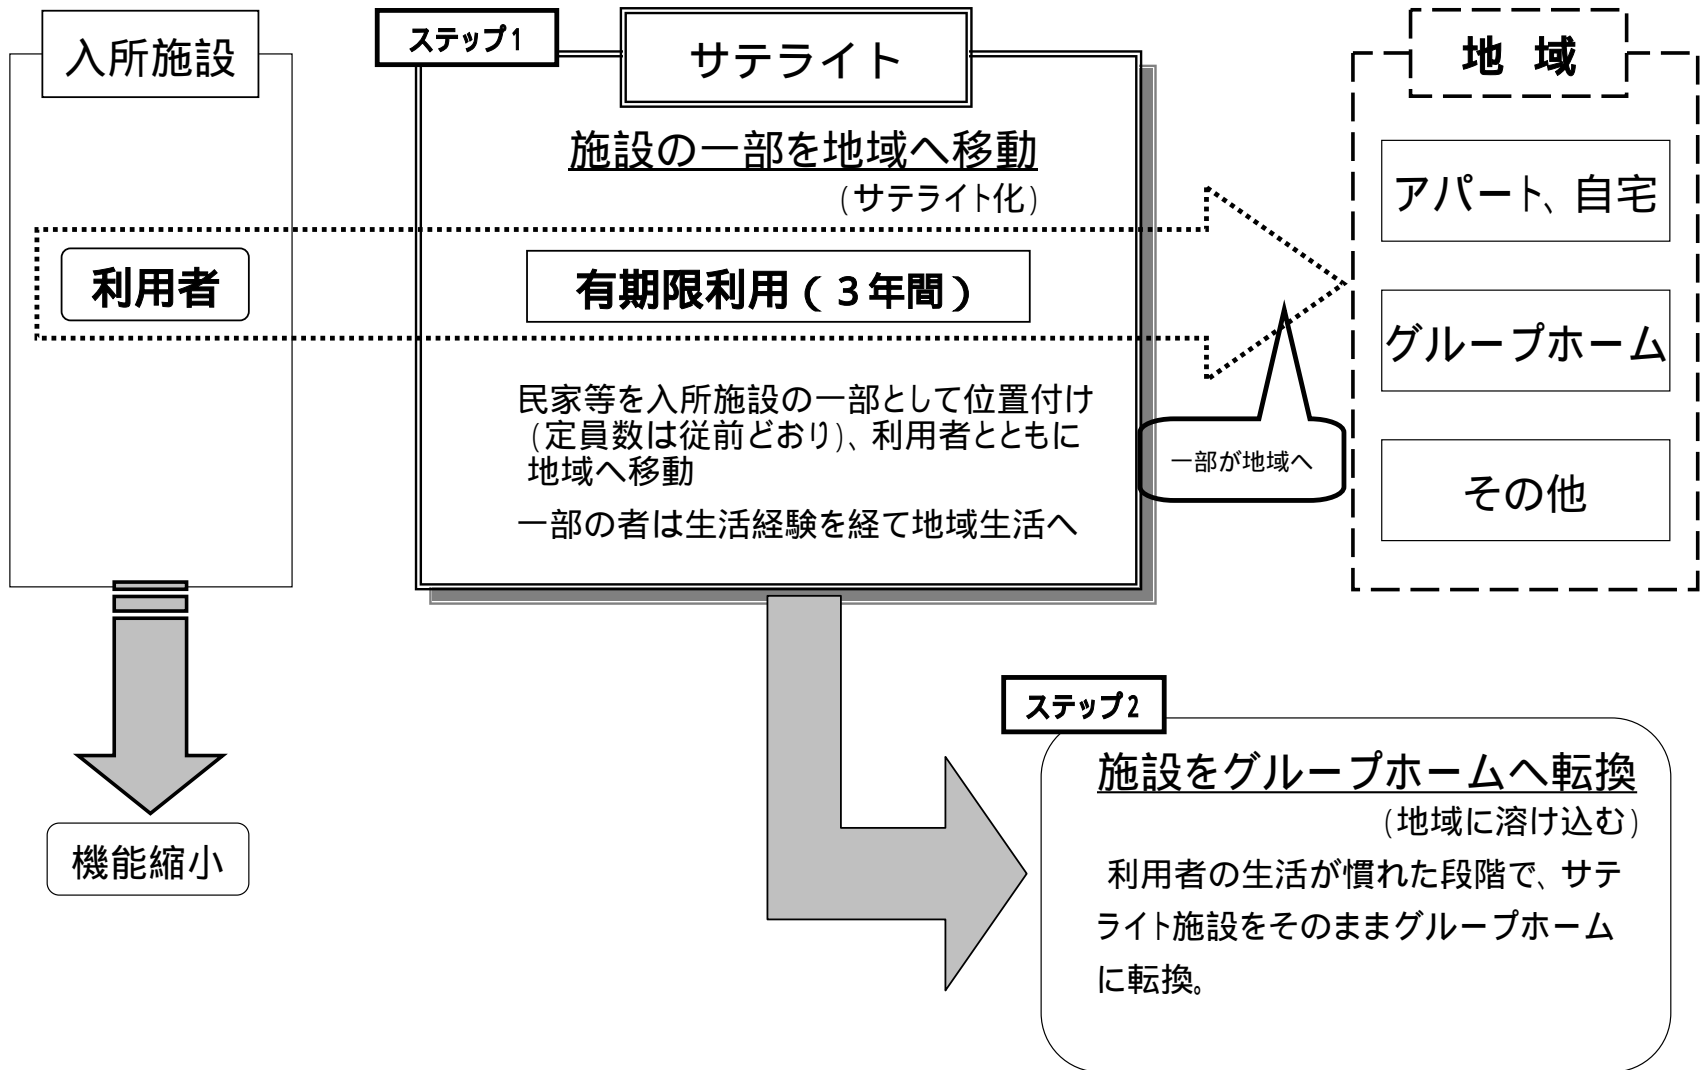 入所施設
ステップ1
サテライト
地 域
施設の一部を地域へ移動
(サテライト化)
アパート、自宅
利用者
有期限利用(3年間)
グループホーム
民家等を入所施設の一部として位置付け
(定員数は従前どおり)、利用者とともに
地域へ移動
一部が地域へ
その他
一部の者は生活経験を経て地域生活へ
機能縮小
ステップ2
施設をグループホームへ転換
(地域に溶け込む)
利用者の生活が慣れた段階で、サテ
ライト施設をそのままグループホーム
に転換。